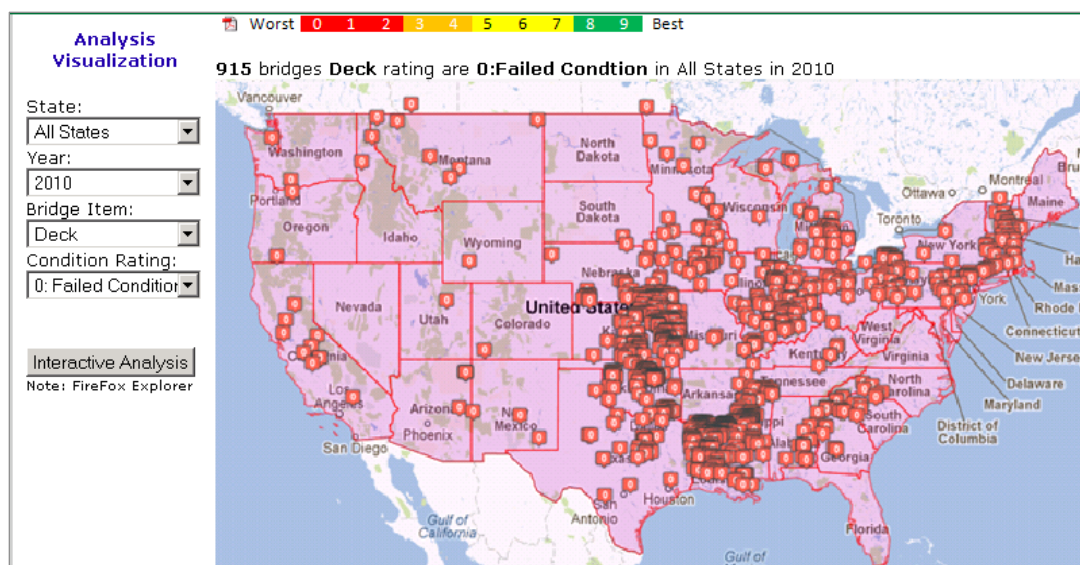 Worst 0 1 2 3 4 5 6 7 8 9 Best
Analysis
Visualization
915 bridges Deck rating are 0:Failed Condtion in All States in 2010
State:
All States
Year:
2010
Bridge Item:
Deck
Condition Rating:
0: Failed Condition
Interactive Analysis
Note: FireFox Explorer
Vancouver
Washington
Portland
Oregon
Idaho
Montana
North
Dakota
South
Dakota
Minnesota
Wisconsin
Wyoming
Nebraska
Nevada
Utah
Colorado
United State
California
Los
Angeles
San Diego
Arizona
Phoenix
New
Mexico
San
Antonio
Houston
Arkansas
Tennessee
Kentucky
West
Virginia
Virginia
North
Carolina
South
Carolina
Georgia
Florida
Ottawa
Montreal
Toronto
Maine
New York
York
Rhode
Connecticut
New Jerse
Delaware
Maryland
District of
Columbia
Gulf of
California
Gulf of